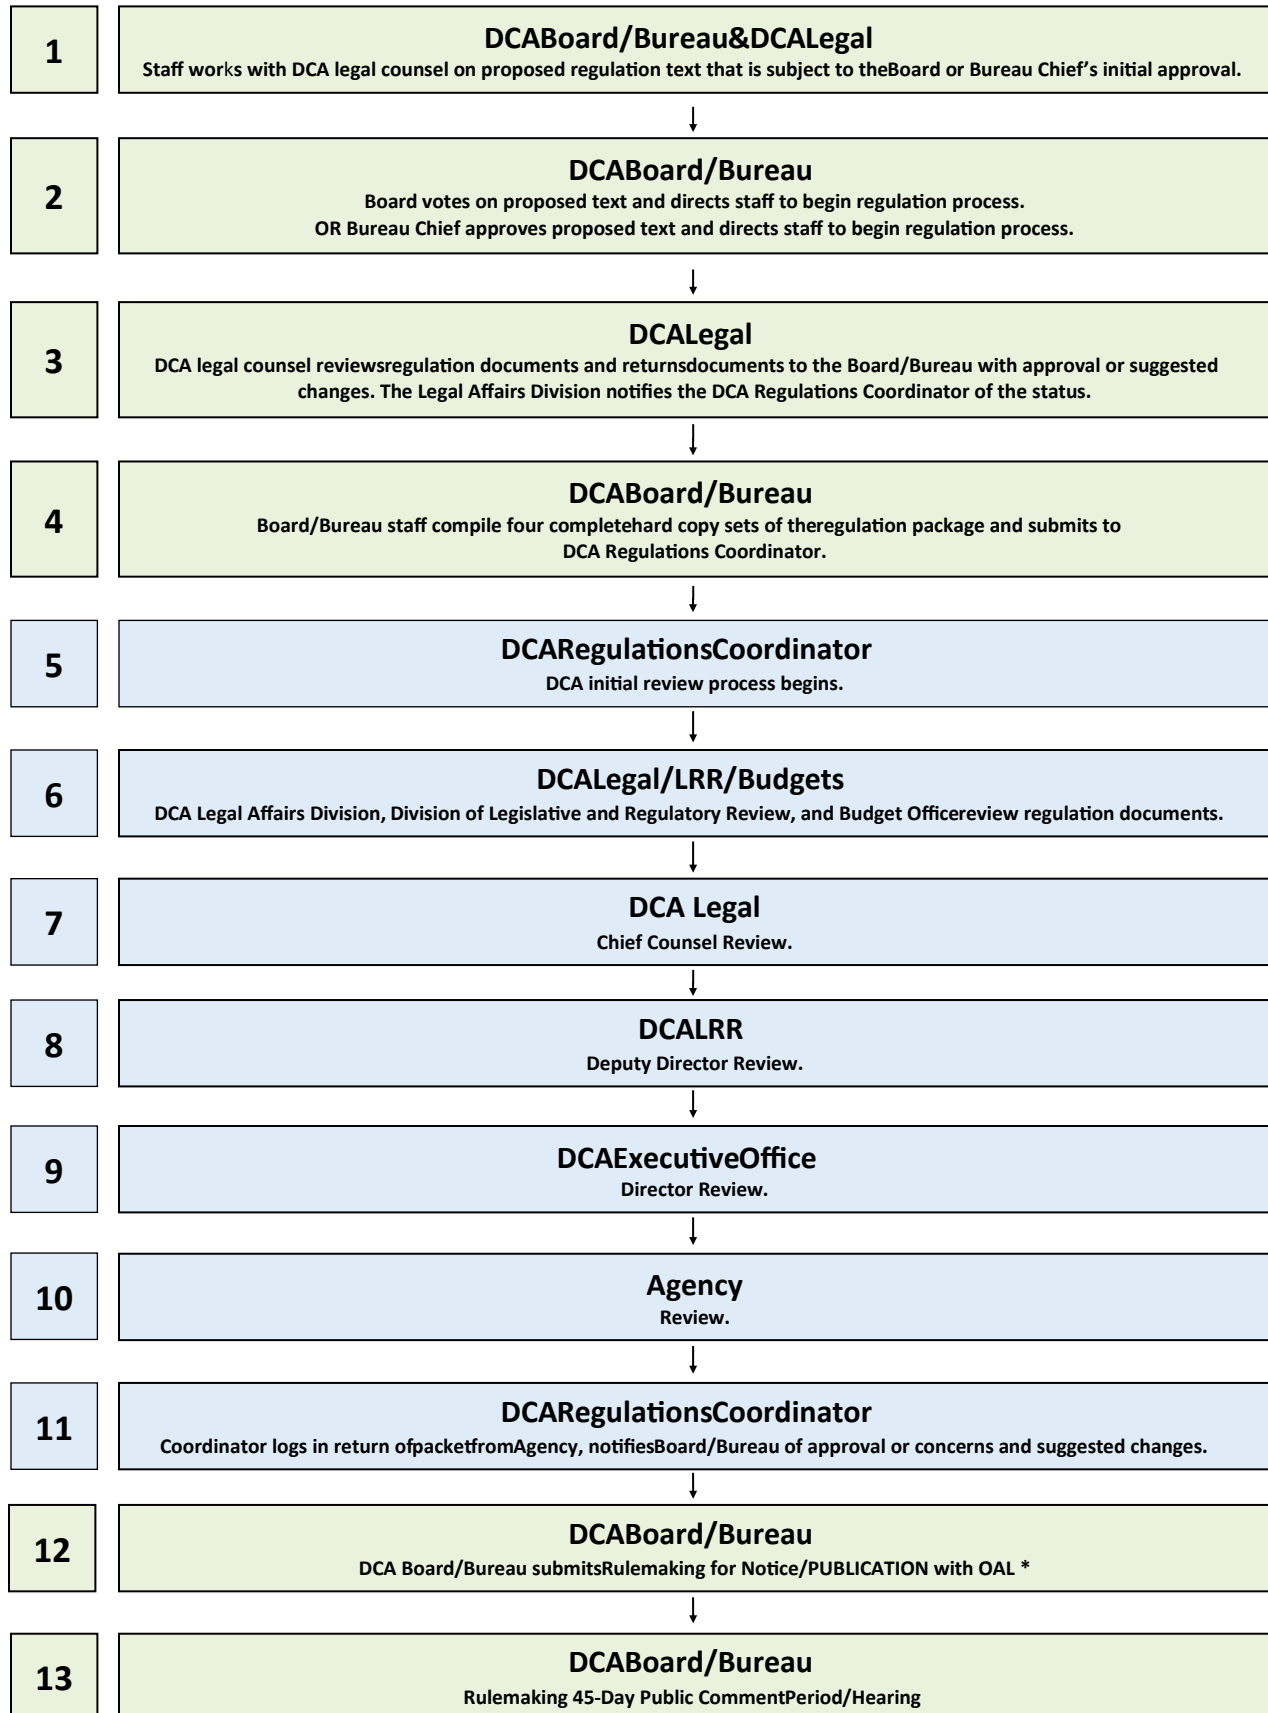 1
DCABoard/Bureau&DCALegal
Staff works with DCA legal counsel on proposed regulation text that is subject to theBoard or Bureau Chief’s initial approval.
2
DCABoard/Bureau
Board votes on proposed text and directs staff to begin regulation process.
OR Bureau Chief approves proposed text and directs staff to begin regulation process.
3
DCALegal
DCA legal counsel reviewsregulation documents and returnsdocuments to the Board/Bureau with approval or suggested
changes. The Legal Affairs Division notifies the DCA Regulations Coordinator of the status.
4
DCABoard/Bureau
Board/Bureau staff compile four completehard copy sets of theregulation package and submits to
DCA Regulations Coordinator.
5
DCARegulationsCoordinator
DCA initial review process begins.
6
DCALegal/LRR/Budgets
DCA Legal Affairs Division, Division of Legislative and Regulatory Review, and Budget Officereview regulation documents.
7
DCA Legal
Chief Counsel Review.
8
DCALRR
Deputy Director Review.
9
DCAExecutiveOffice
Director Review.
10
Agency
Review.
11
DCARegulationsCoordinator
Coordinator logs in return ofpacketfromAgency, notifiesBoard/Bureau of approval or concerns and suggested changes.
12
DCABoard/Bureau
DCA Board/Bureau submitsRulemaking for Notice/PUBLICATION with OAL *
13
DCABoard/Bureau
Rulemaking 45-Day Public CommentPeriod/Hearing